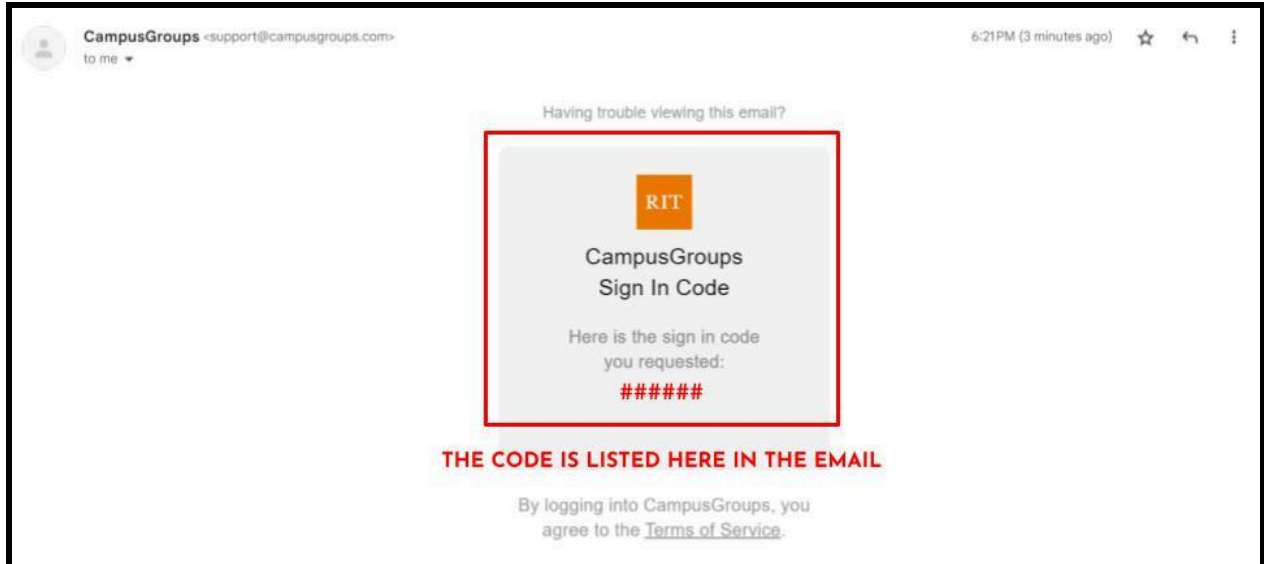 CampusGroups <support@campusgroups.com>
6:21 PM (3 minutes ago)
to me
Having trouble viewing this email?
RIT
CampusGroups
Sign In Code
Here is the sign in code
you requested:
######
THE CODE IS LISTED HERE IN THE EMAIL
By logging into CampusGroups, you
agree to the Terms of Service.